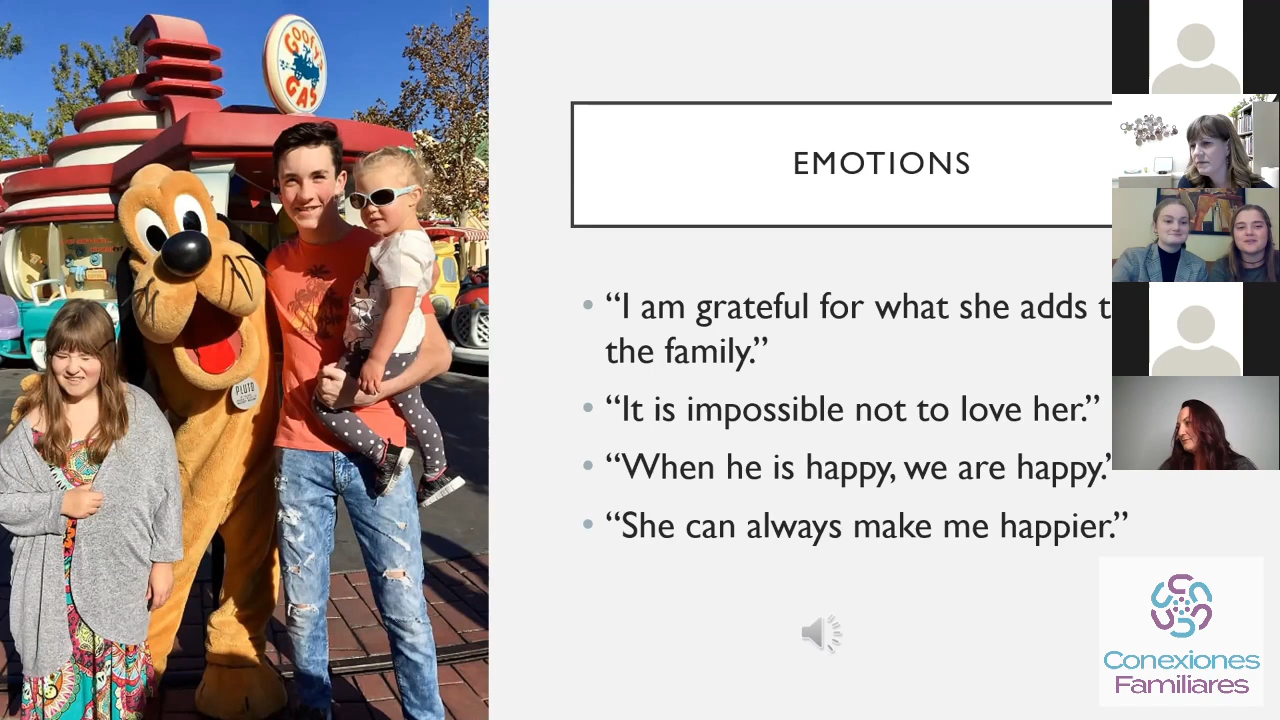 GOOFY'S
GAS
PLUTO
EMOTIONS
• “I am grateful for what she adds t
the family.”
• “It is impossible not to love her.”
• “When he is happy, we are happy.”
• “She can always make me happier.”
Conexiones
Familiares